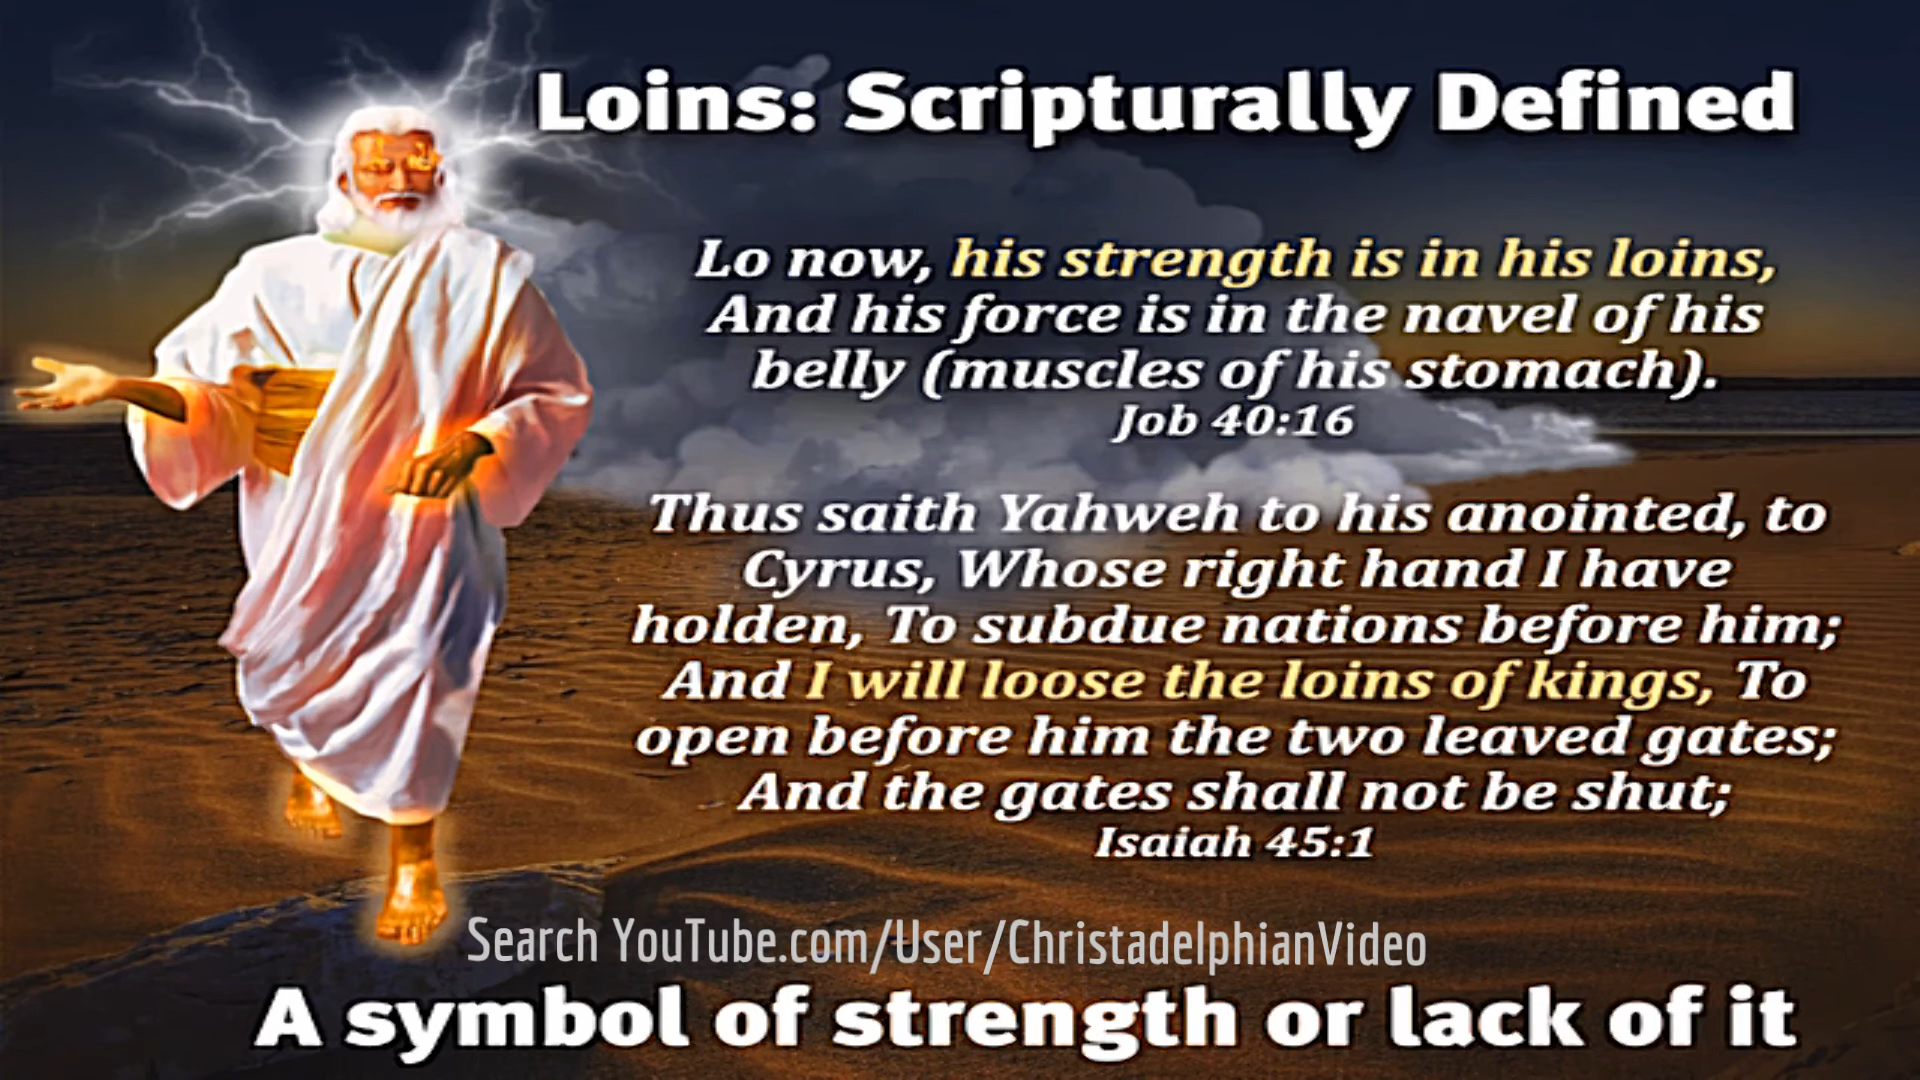 Loins: Scripturally Defined
Lo now, his strength is in his loins,
And his force is in the navel of his
belly (muscles of his stomach).
Job 40:16
Thus saith Yahweh to his anointed, to
Cyrus, Whose right hand I have
holden, To subdue nations before him;
And I will loose the loins of kings, To
open before him the two leaved gates;
And the gates shall not be shut;
Isaiah 45:1
Search YouTube.com/User/ChristadelphianVideo
A symbol of strength or lack of it